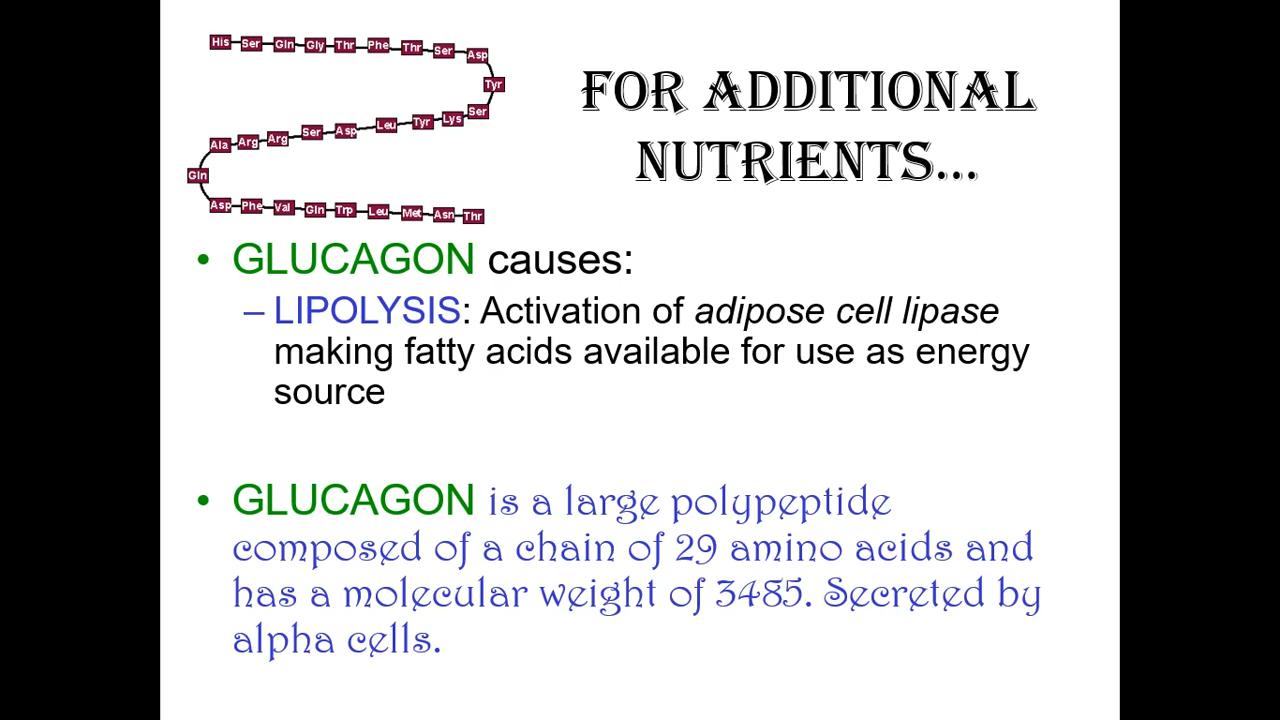 His Ser Gln Gly Thr Phe Thr Ser Asp
Tyr
Ala Arg Arg Ser Asp Leu Tyr Lys Ser
Gln
Asp Phe Val Gln Trp Leu Met Asn Thr
FOR ADDITIONAL
NUTRIENTS...
• GLUCAGON causes:
– LIPOLYSIS: Activation of adipose cell lipase
making fatty acids available for use as energy
source
• GLUCAGON is a large polypeptide
composed of a chain of 29 amino acids and
has a molecular weight of 3485. Secreted by
alpha cells.